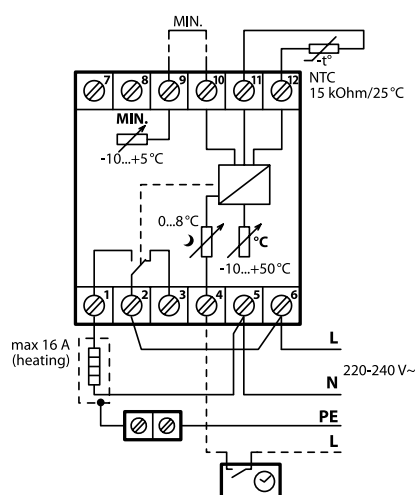 MIN.
-t°
NTC
15 kOhm/25°C
7 8 9 10 11 12
MIN.
-10...+5°C
0...8°C
°C
-10...+50°C
1 2 3 4 5 6
max 16 A
(heating)
L
220-240 V~
N
PE
L